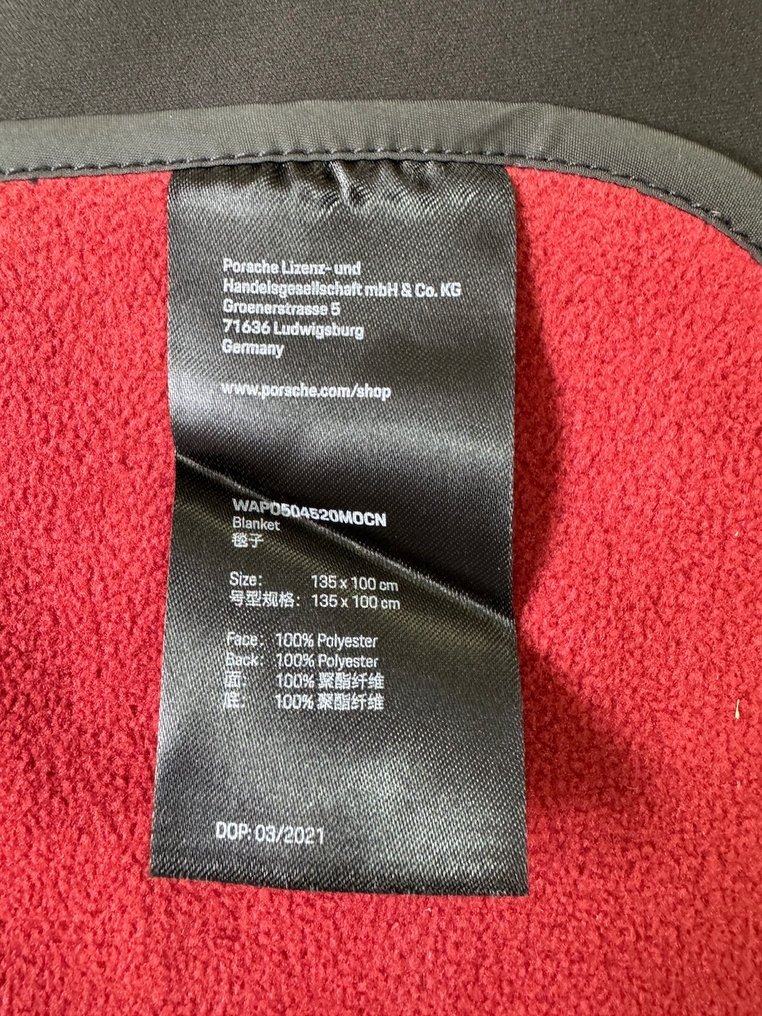 Porsche Lizenz- und
Handelsgesellschaft mbH & Co. KG
Groenerstrasse 5
71636 Ludwigsburg
Germany
www.porsche.com/shop
WAP0504520M0CN
Blanket
毯子
Size: 135 x 100 cm
号型规格: 135 x 100 cm
Face: 100% Polyester
Back: 100% Polyester
面: 100% 聚酯纤维
底: 100% 聚酯纤维
DOP: 03/2021